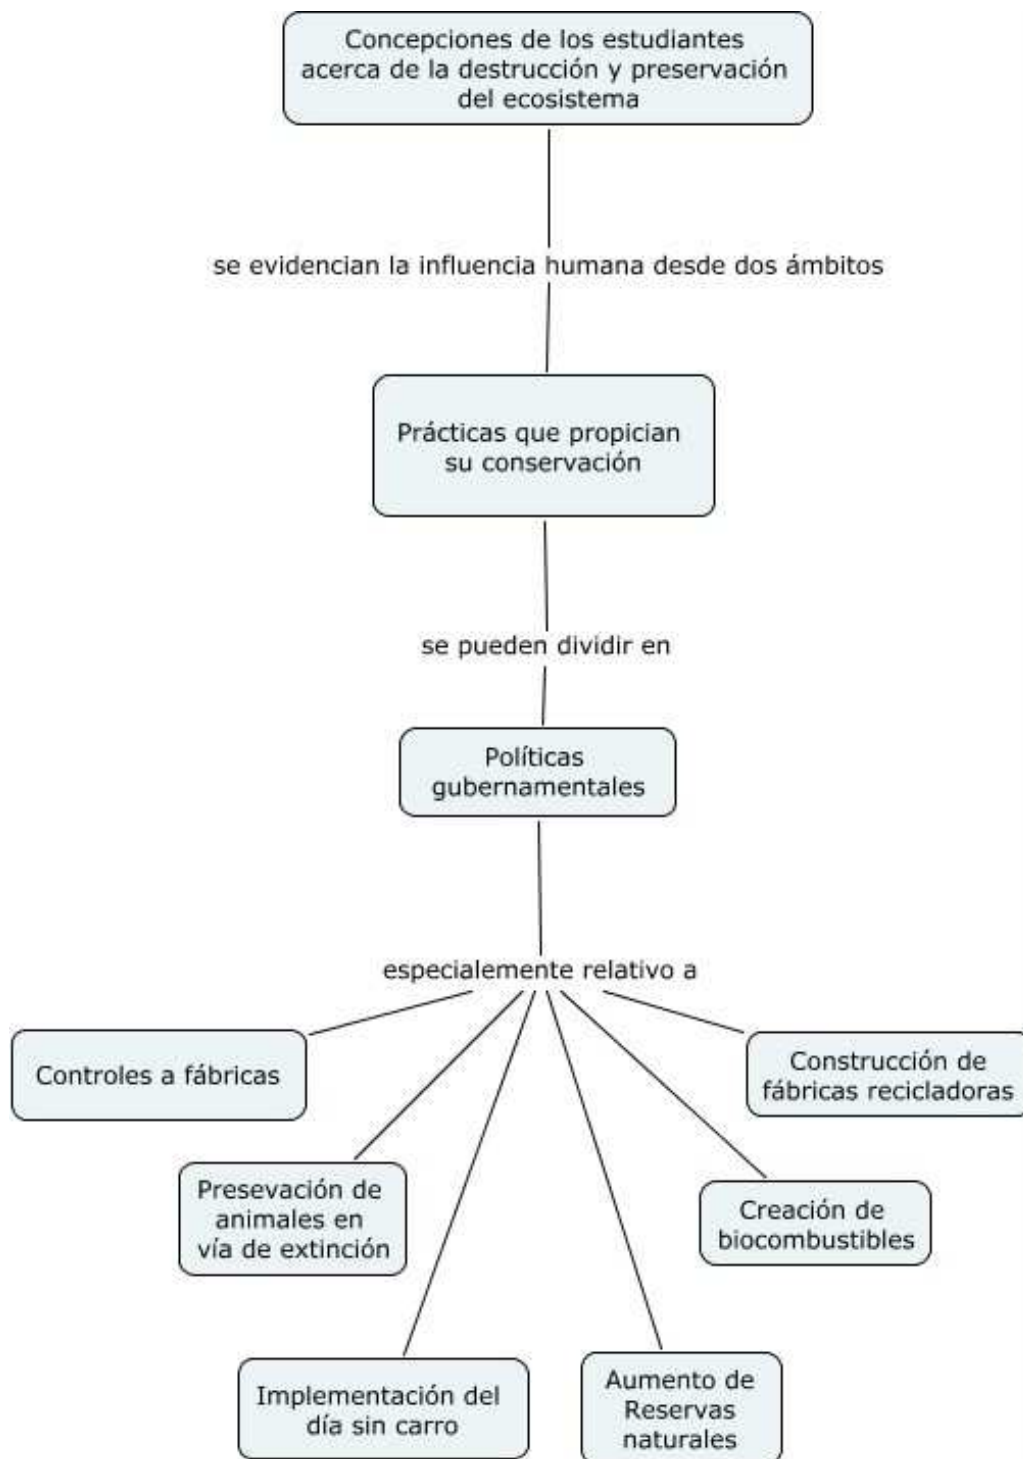 Concepciones de los estudiantes
acerca de la destrucción y preservación
del ecosistema
se evidencian la influencia humana desde dos ámbitos
Prácticas que propician
su conservación
se pueden dividir en
Políticas
gubernamentales
especialemente relativo a
Controles a fábricas
Construcción de
fábricas recicladoras
Presevación de
animales en
vía de extinción
Creación de
biocombustibles
Implementación del
día sin carro
Aumento de
Reservas
naturales